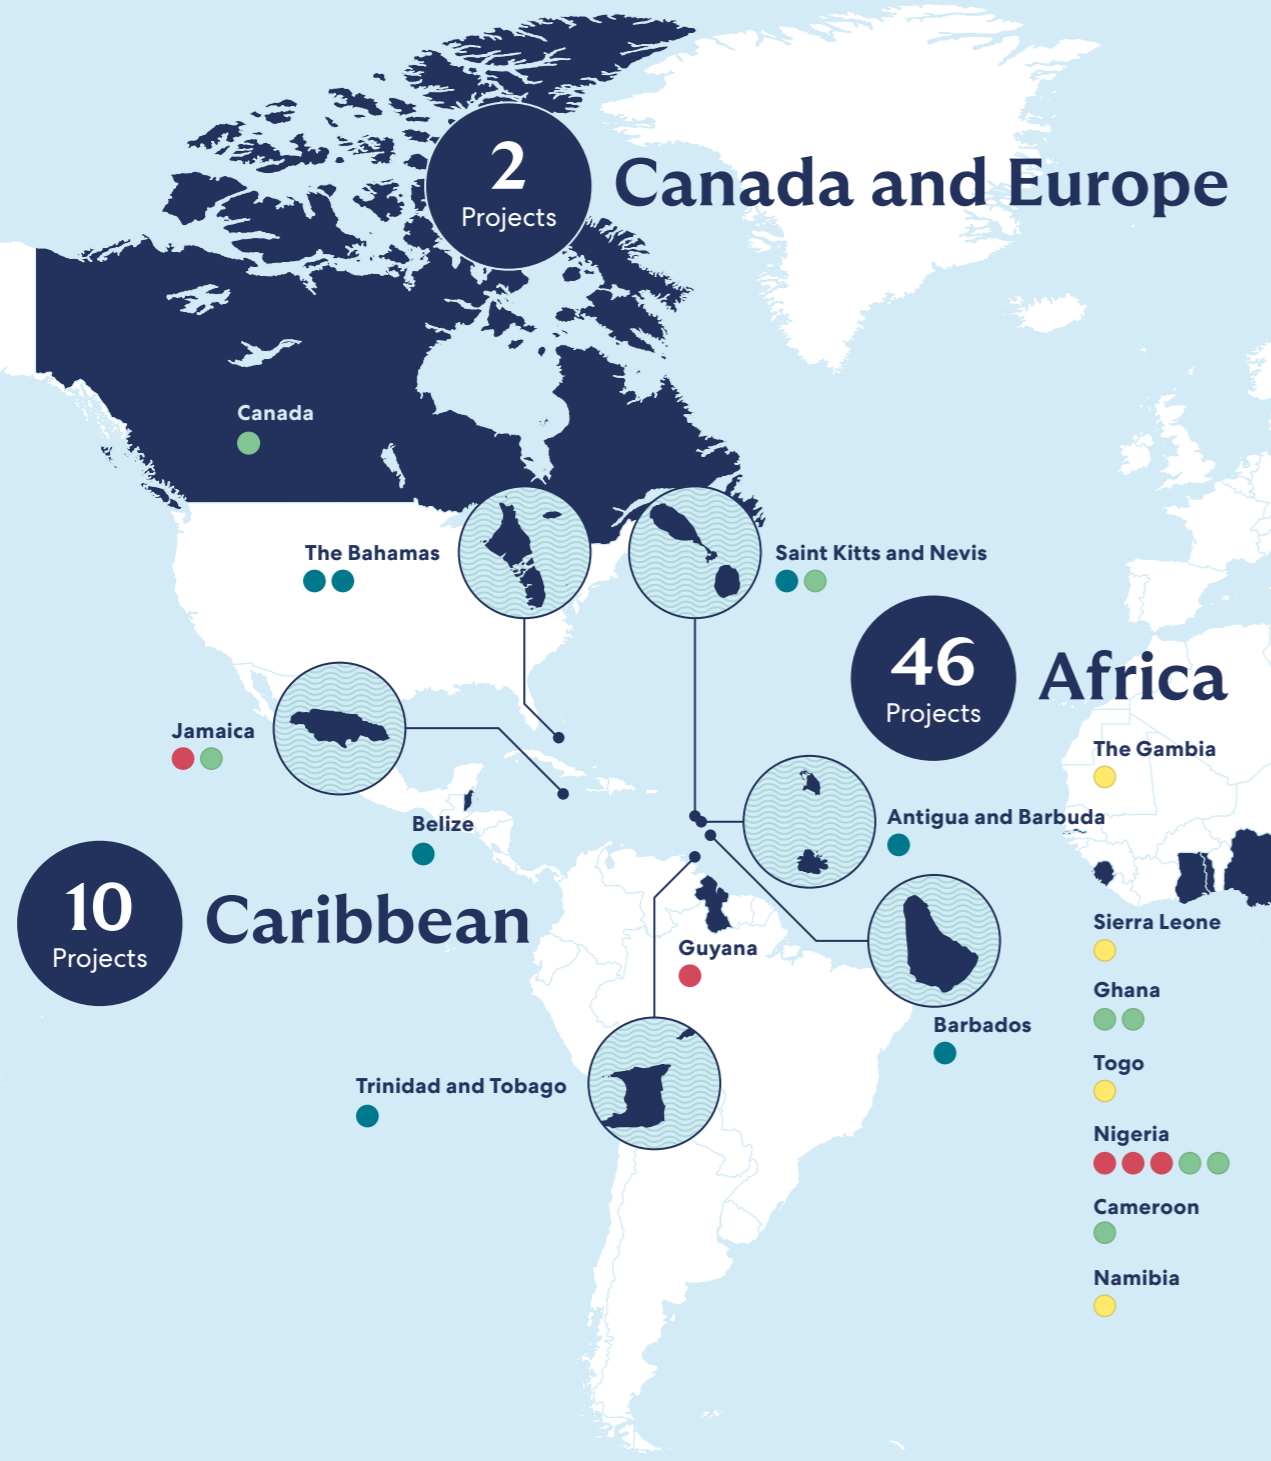 2
Projects
Canada and Europe
Canada
The Bahamas
Saint Kitts and Nevis
46
Projects
Africa
Jamaica
The Gambia
Belize
Antigua and Barbuda
10
Projects
Caribbean
Guyana
Sierra Leone
Ghana
Barbados
Togo
Trinidad and Tobago
Nigeria
Cameroon
Namibia